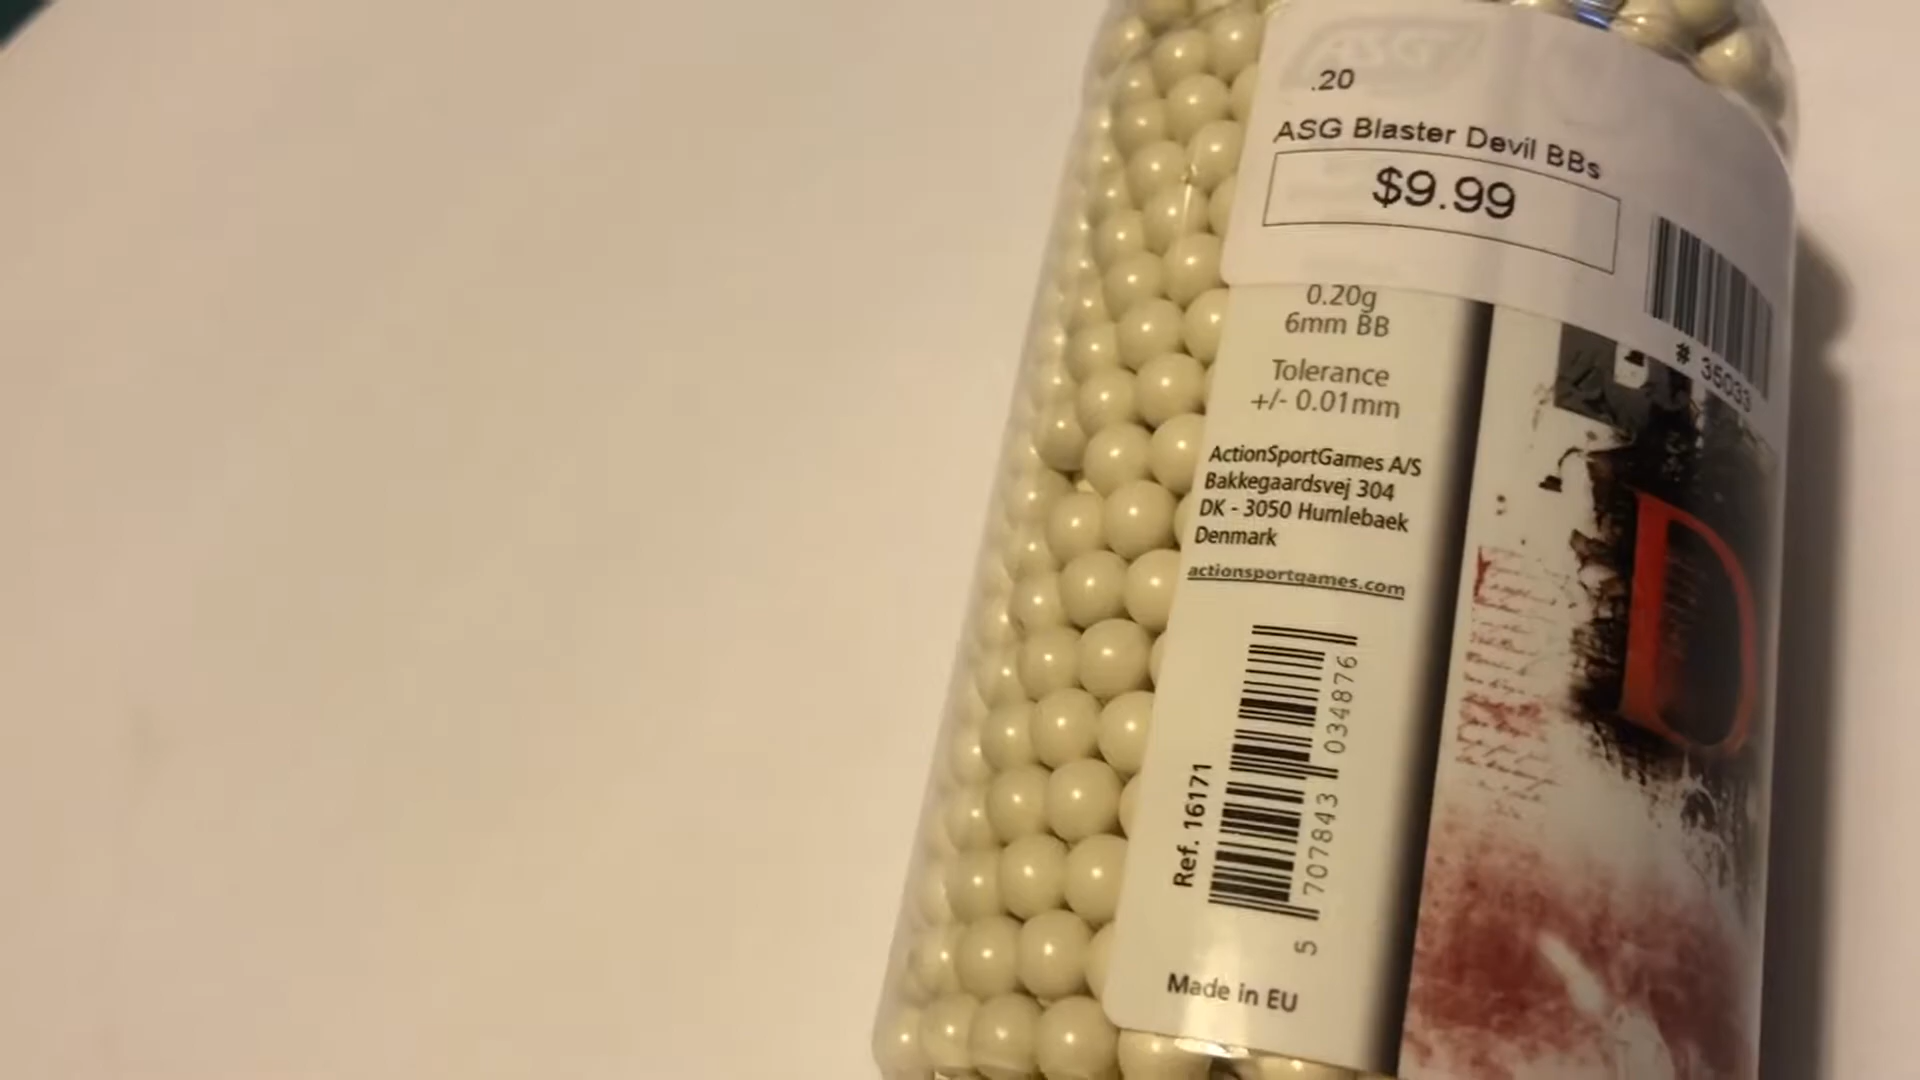 ASG
.20
ASG Blaster Devil BBs
$9.99
# 35033
0.20g
6mm BB
Tolerance
+/- 0.01mm
ActionSportGames A/S
Bakkegaardsvej 304
DK - 3050 Humlebaek
Denmark
actionsportgames.com
Ref. 16171
5 707843 034876
Made in EU
D